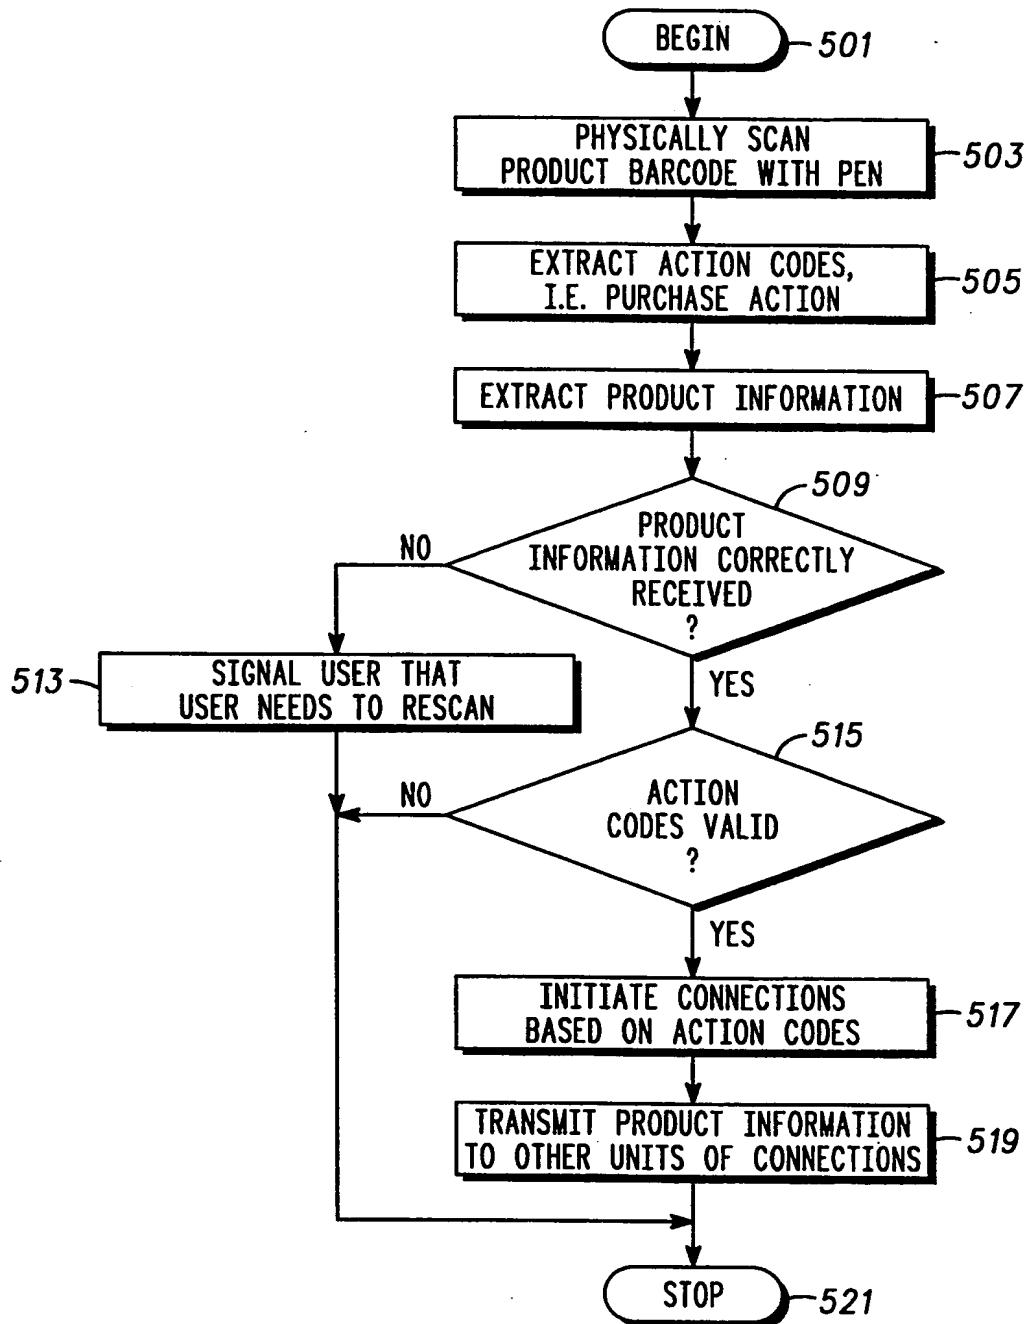 BEGIN
501
PHYSICALLY SCAN
PRODUCT BARCODE WITH PEN
503
EXTRACT ACTION CODES,
I.E. PURCHASE ACTION
505
EXTRACT PRODUCT INFORMATION
507
509
PRODUCT
INFORMATION CORRECTLY
RECEIVED
?
NO
YES
513
SIGNAL USER THAT
USER NEEDS TO RESCAN
515
ACTION
CODES VALID
?
NO
YES
INITIATE CONNECTIONS
BASED ON ACTION CODES
517
TRANSMIT PRODUCT INFORMATION
TO OTHER UNITS OF CONNECTIONS
519
STOP
521